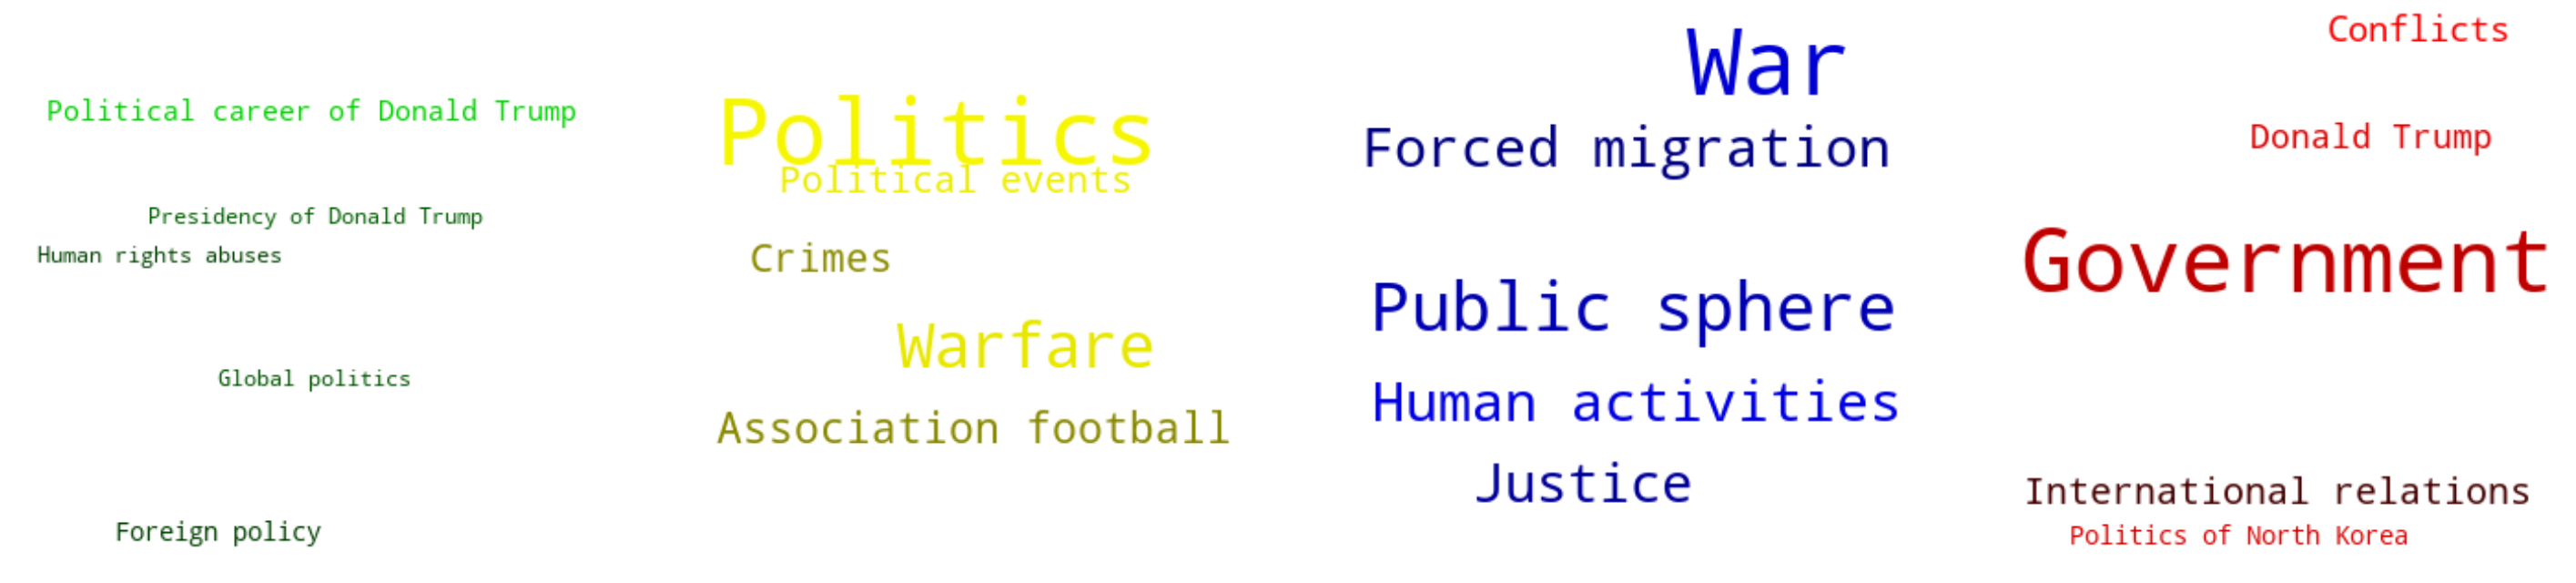 Political career of Donald Trump
Presidency of Donald Trump
Human rights abuses
Global politics
Foreign policy
Politics
Political events
Crimes
Warfare
Association football
War
Forced migration
Public sphere
Human activities
Justice
Conflicts
Donald Trump
Government
International relations
Politics of North Korea